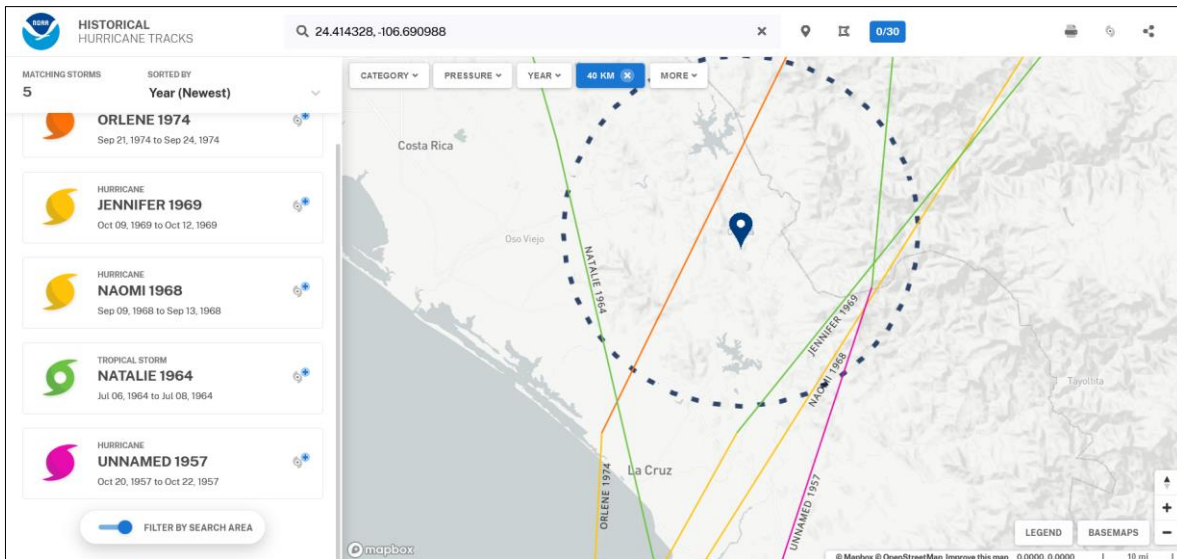 NOAA
HISTORICAL
HURRICANE TRACKS
24.414328, -106.690988
0/30
MATCHING STORMS
5
SORTED BY
Year (Newest)
CATEGORY
PRESSURE
YEAR
40 KM
MORE
ORLENE 1974
Sep 21, 1974 to Sep 24, 1974
HURRICANE
JENNIFER 1969
Oct 09, 1969 to Oct 12, 1969
HURRICANE
NAOMI 1968
Sep 09, 1968 to Sep 13, 1968
TROPICAL STORM
NATALIE 1964
Jul 06, 1964 to Jul 08, 1964
HURRICANE
UNNAMED 1957
Oct 20, 1957 to Oct 22, 1957
FILTER BY SEARCH AREA
Costa Rica
Oso Viejo
NATALIE 1964
JENNIFER 1969
NAOMI 1968
Tayoltita
La Cruz
ORLENE 1974
UNNAMED 1957
LEGEND
BASEMAPS
mapbox
© Mapbox © OpenStreetMap Improve this map
0.0000, 0.0000
10 mi